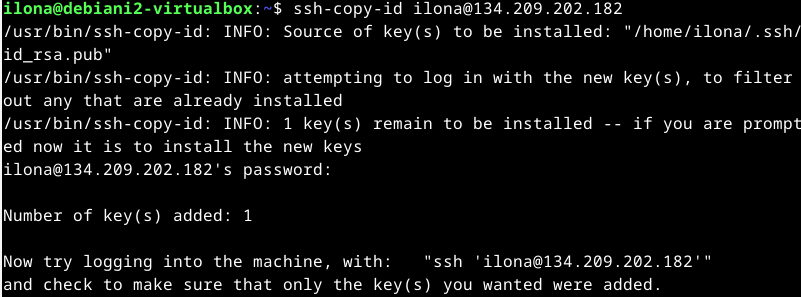 ilona@debiani2-virtualbox:~$ ssh-copy-id ilona@134.209.202.182
/usr/bin/ssh-copy-id: INFO: Source of key(s) to be installed: "/home/ilona/.ssh/
id_rsa.pub"
/usr/bin/ssh-copy-id: INFO: attempting to log in with the new key(s), to filter
out any that are already installed
/usr/bin/ssh-copy-id: INFO: 1 key(s) remain to be installed -- if you are prompt
ed now it is to install the new keys
ilona@134.209.202.182's password:
Number of key(s) added: 1
Now try logging into the machine, with:   "ssh 'ilona@134.209.202.182'"
and check to make sure that only the key(s) you wanted were added.